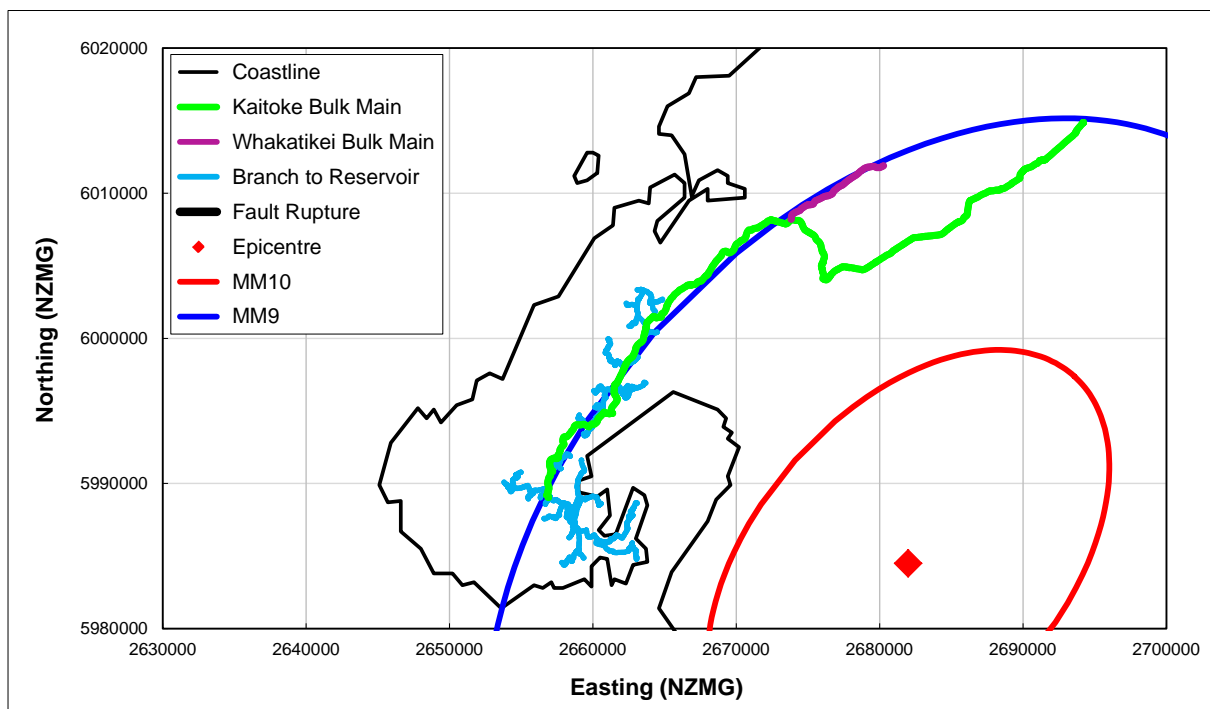 6020000
6010000
6000000
5990000
5980000
Northing (NZMG)
Coastline
Kaitoke Bulk Main
Whakatikei Bulk Main
Branch to Reservoir
Fault Rupture
Epicentre
MM10
MM9
2630000 2640000 2650000 2660000 2670000 2680000 2690000 2700000
Easting (NZMG)